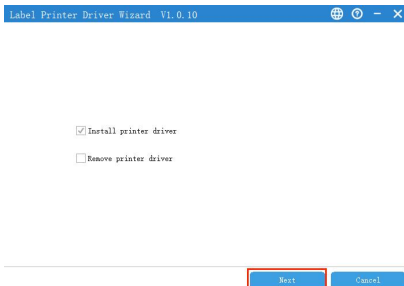 Label Printer Driver Wizard V1.0.10
Install printer driver
Remove printer driver
Next Cancel